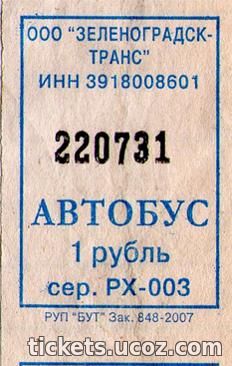 ООО "ЗЕЛЕНОГРАДСК-
ТРАНС"
ИНН 3918008601
220731
АВТОБУС
1 рубль
сер. РХ-003
РУП "БУТ" Зак. 848-2007
tickets.ucoz.com